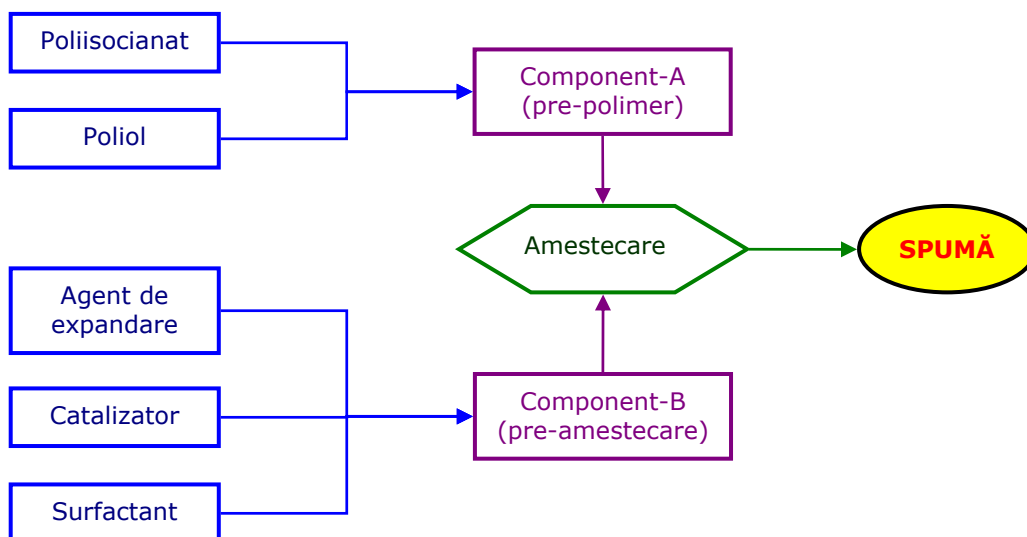 Poliisocianat
Poliol
Component-A
(pre-polimer)
Amestecare
SPUMĂ
Agent de
expandare
Catalizator
Surfactant
Component-B
(pre-amestecare)